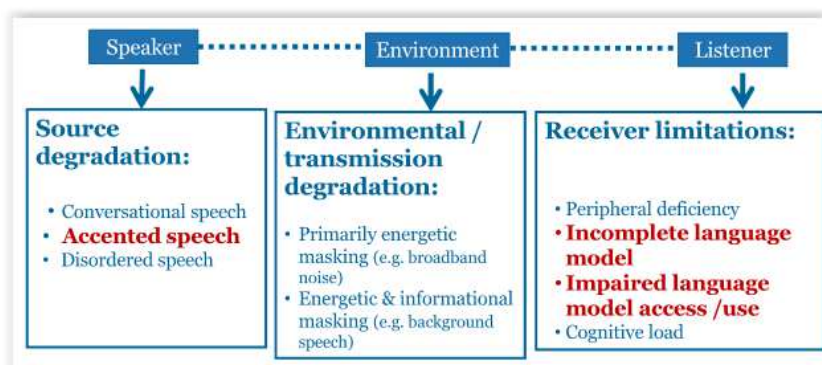 Speaker
Environment
Listener
Source
degradation:
• Conversational speech
• Accented speech
• Disordered speech
Environmental /
transmission
degradation:
• Primarily energetic
masking (e.g. broadband
noise)
• Energetic & informational
masking (e.g. background
speech)
Receiver limitations:
• Peripheral deficiency
• Incomplete language
model
• Impaired language
model access /use
• Cognitive load